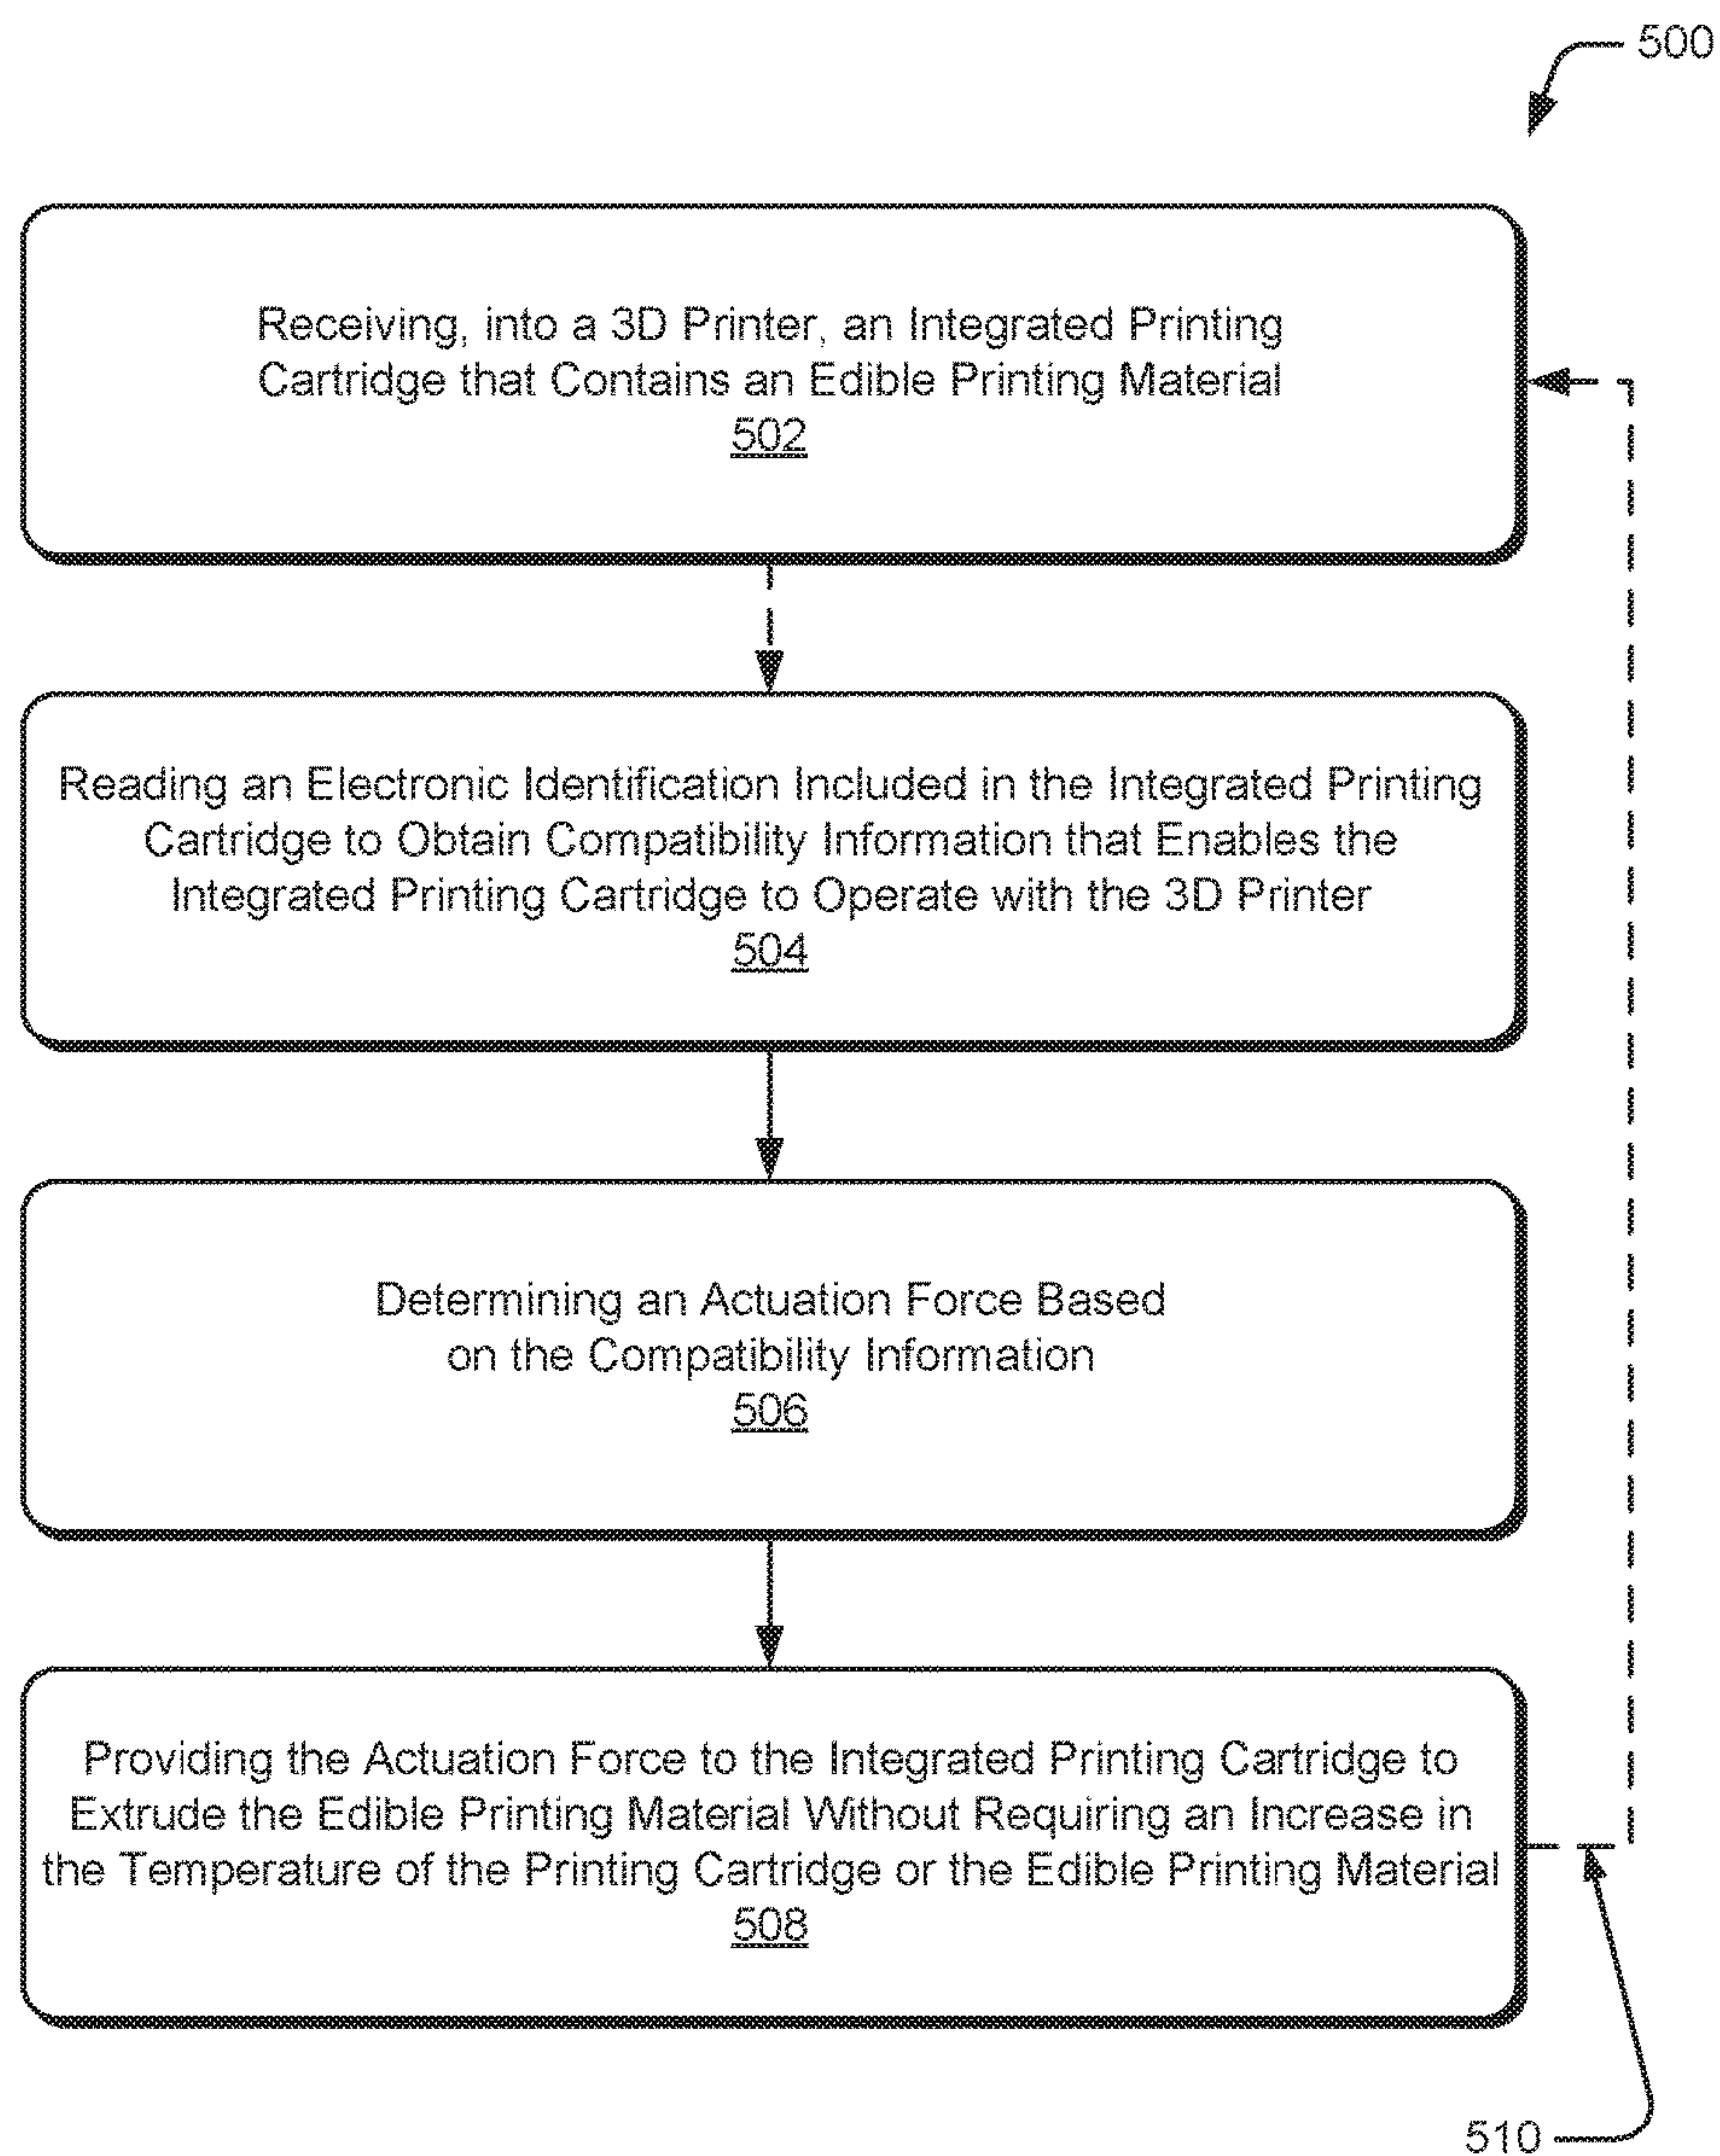 500
Receiving, into a 3D Printer, an Integrated Printing
Cartridge that Contains an Edible Printing Material
502
Reading an Electronic Identification Included in the Integrated Printing
Cartridge to Obtain Compatibility Information that Enables the
Integrated Printing Cartridge to Operate with the 3D Printer
504
Determining an Actuation Force Based
on the Compatibility Information
506
Providing the Actuation Force to the Integrated Printing Cartridge to
Extrude the Edible Printing Material Without Requiring an Increase in
the Temperature of the Printing Cartridge or the Edible Printing Material
508
510